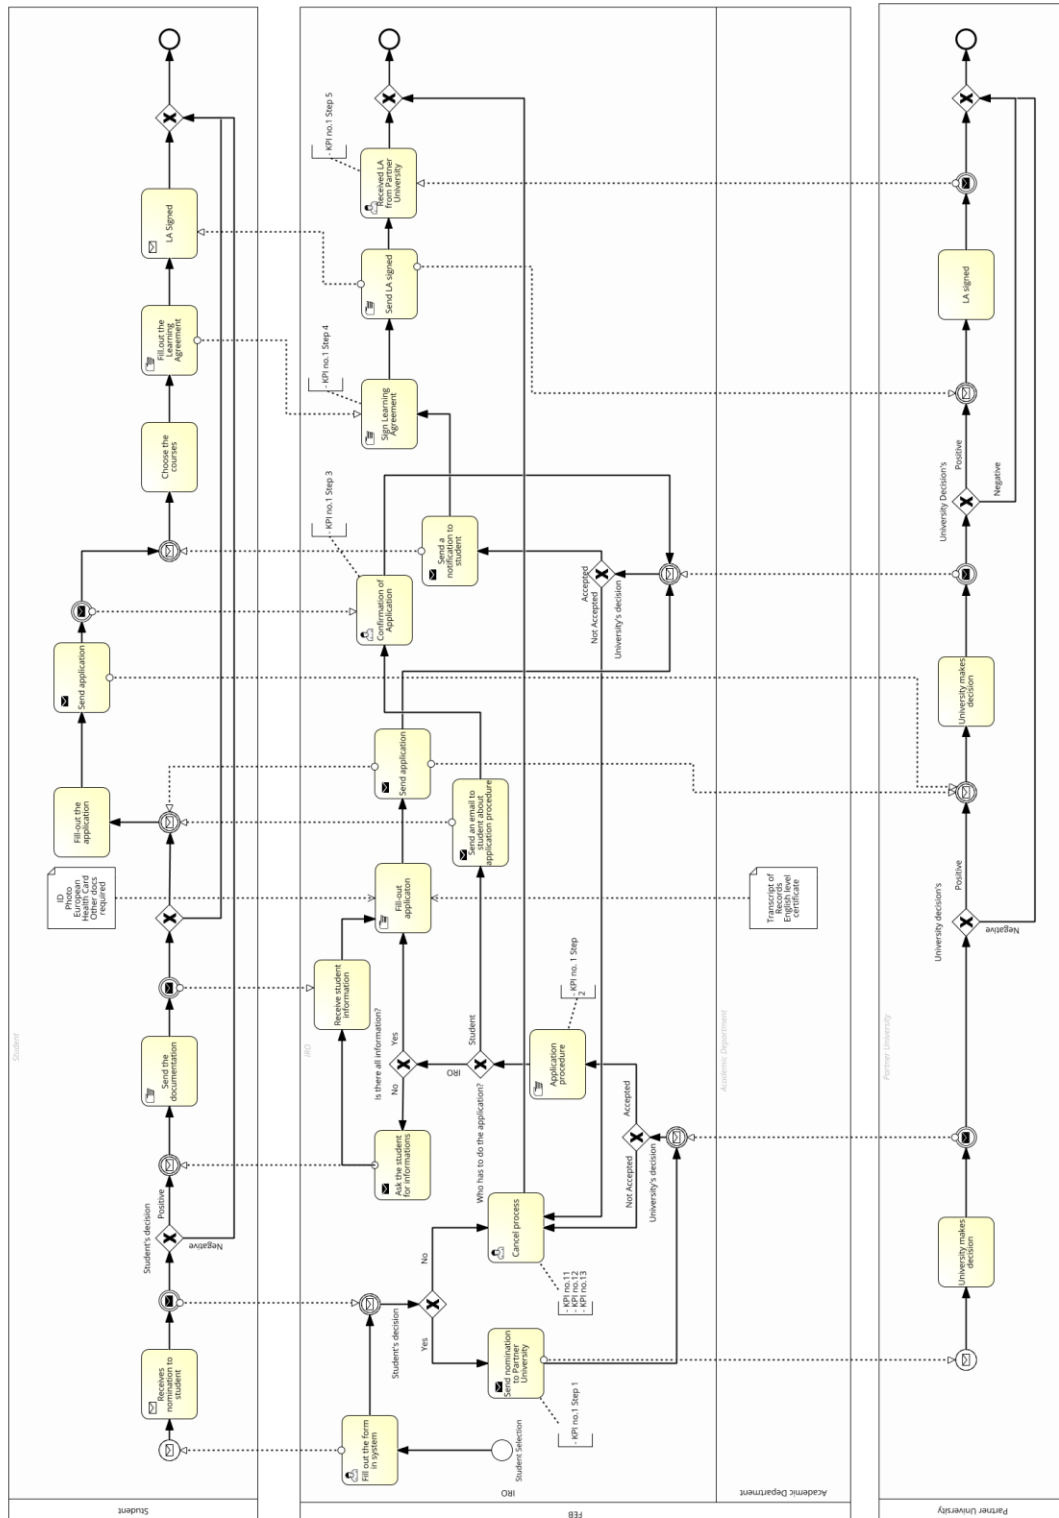 Student
Student
Receives
nomination to
student
Student's decision
Positive
Negative
Send the
documentation
ID
Photo
European
Health Card
Other docs
required
Fill-out the
application
Send application
Choose the
courses
Fill.out the
Learning
Agreement
LA Signed
FEB
IRO
IRO
Student Selection
Fill out the form
in system
Student's decision
Yes
No
Send nomination
to Partner
University
- KPI no.1 Step 1
Cancel process
- KPI no.11
- KPI no.12
- KPI no.13
University's decision
Not Accepted
Accepted
Application
procedure
- KPI no. 1 Step
2
Who has to do the application?
IRO
Student
Is there all information?
No
Yes
Ask the student
for informations
Receive student
information
Fill-out
applicaton
Send an email to
student about
application procedure
Send application
Confirmation of
Application
- KPI no.1 Step 3
University's decision
Not Accepted
Accepted
Send a
notification to
student
Sign Learning
Agreement
- KPI no.1 Step 4
Send LA signed
Received LA
from Partner
University
- KPI no.1 Step 5
Academic Department
Academic Department
Transcript of
Records
English level
certificate
Partner University
Partner University
University makes
decision
University decision's
Positive
Negative
University makes
decision
University Decision's
Positive
Negative
LA signed